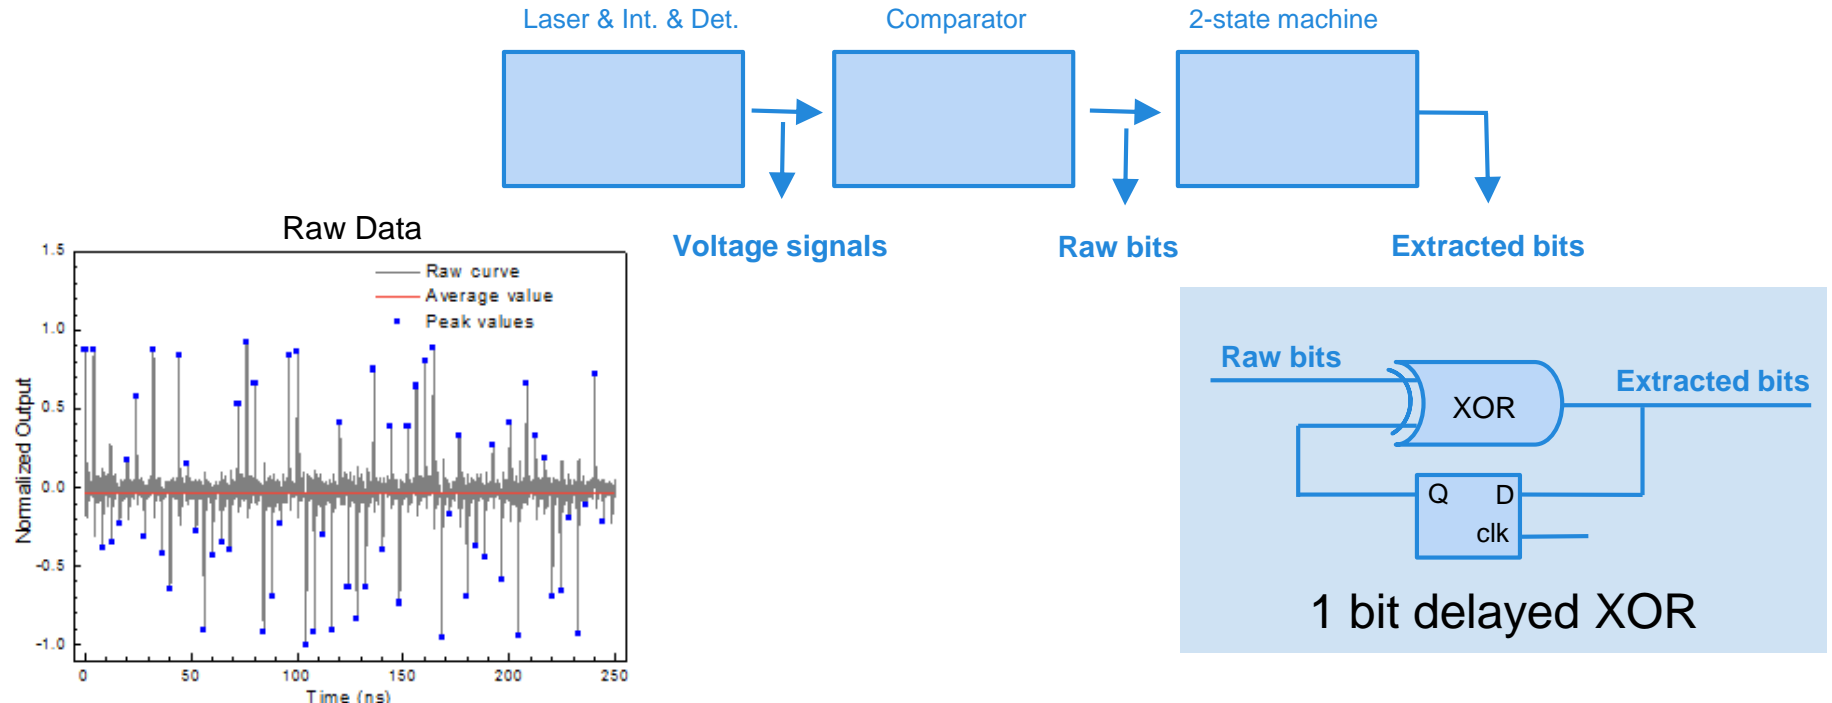 Laser & Int. & Det.
Comparator
2-state machine
Voltage signals
Raw bits
Extracted bits
Raw Data
1.5
1.0
0.5
0.0
-0.5
-1.0
Normalized Output
Raw curve
Average value
Peak values
0
50
100
150
200
250
Time (ns)
Raw bits
XOR
Extracted bits
Q
D
clk
1 bit delayed XOR